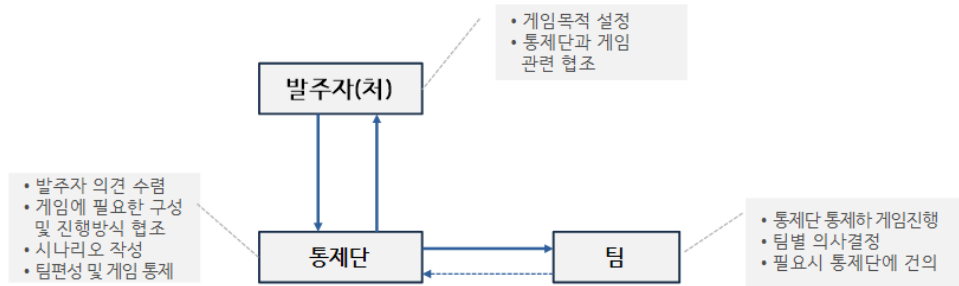 • 게임목적 설정
• 통제단과 게임
관련 협조
발주자(처)
• 발주자 의견 수렴
• 게임에 필요한 구성
및 진행방식 협조
• 시나리오 작성
• 팀편성 및 게임 통제
통제단
팀
• 통제단 통제하 게임진행
• 팀별 의사결정
• 필요시 통제단에 건의